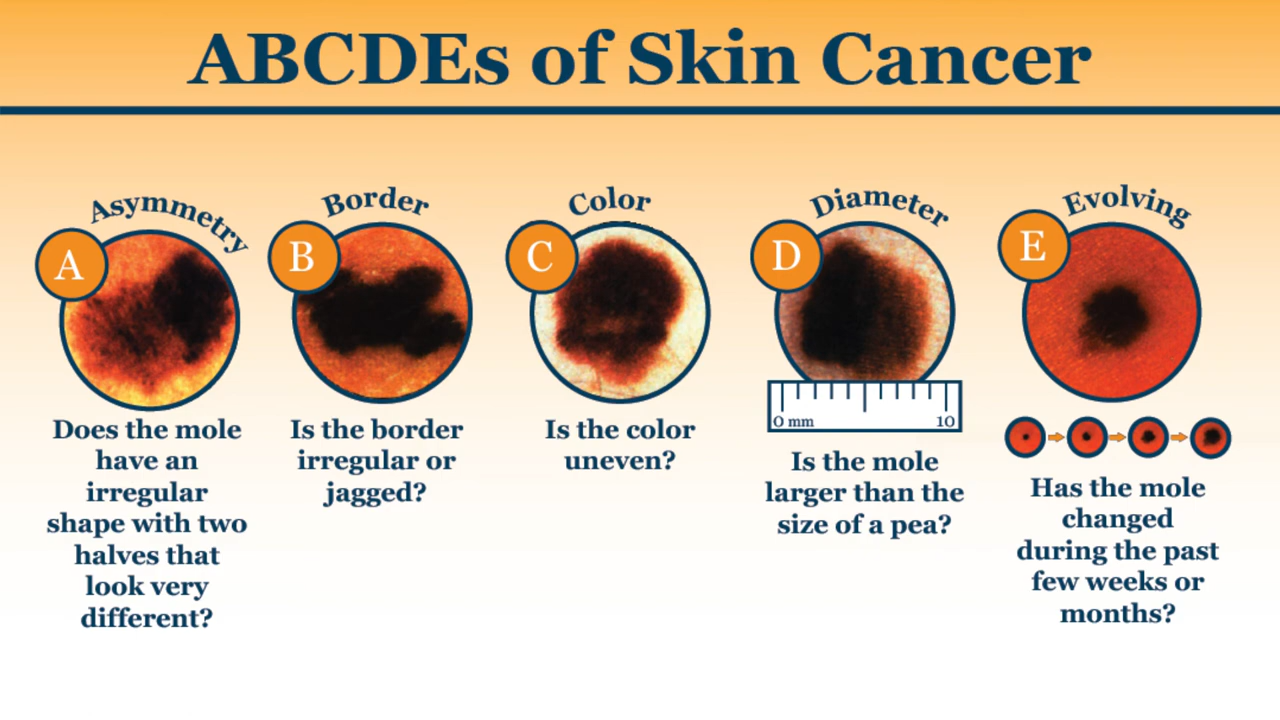 ABCDEs of Skin Cancer
A
Asymmetry
Does the mole
have an
irregular
shape with two
halves that
look very
different?
B
Border
Is the border
irregular or
jagged?
C
Color
Is the color
uneven?
D
Diameter
0 mm 10
Is the mole
larger than the
size of a pea?
E
Evolving
Has the mole
changed
during the past
few weeks or
months?